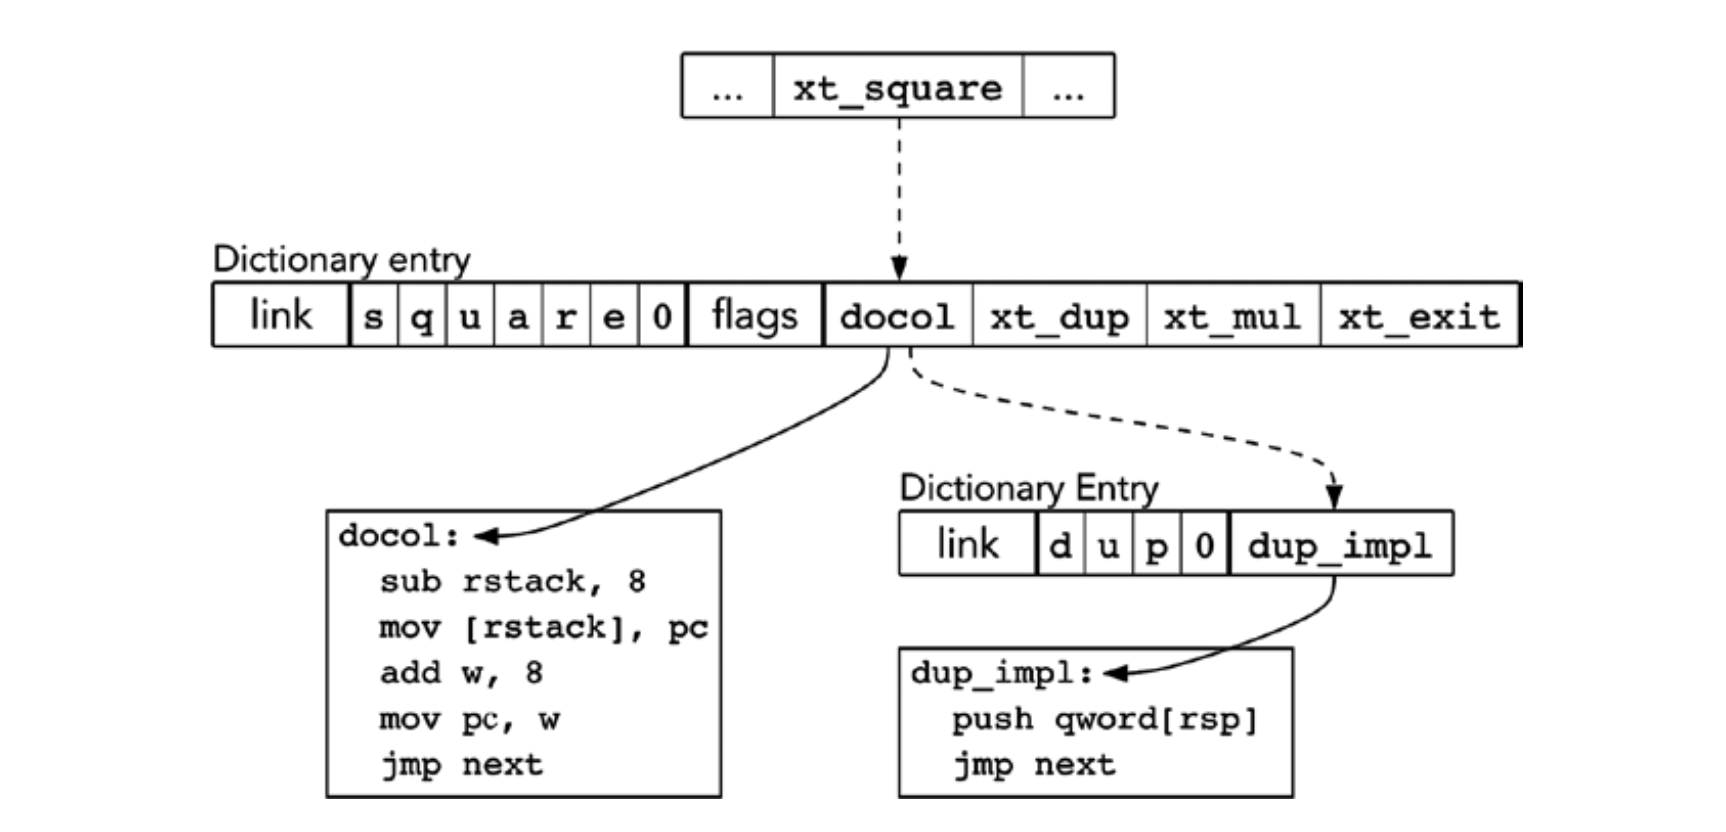 ... xt_square ...
Dictionary entry
link s q u a r e 0 flags docol xt_dup xt_mul xt_exit
docol:
sub rstack, 8
mov [rstack], pc
add w, 8
mov pc, w
jmp next
Dictionary Entry
link d u p 0 dup_impl
dup_impl:
push qword[rsp]
jmp next